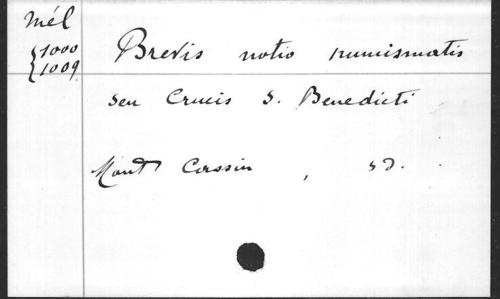 Mél
{1000
{1009
Brevis notio numismatis
seu Crucis S. Benedicti
Mont Cassin , s d.